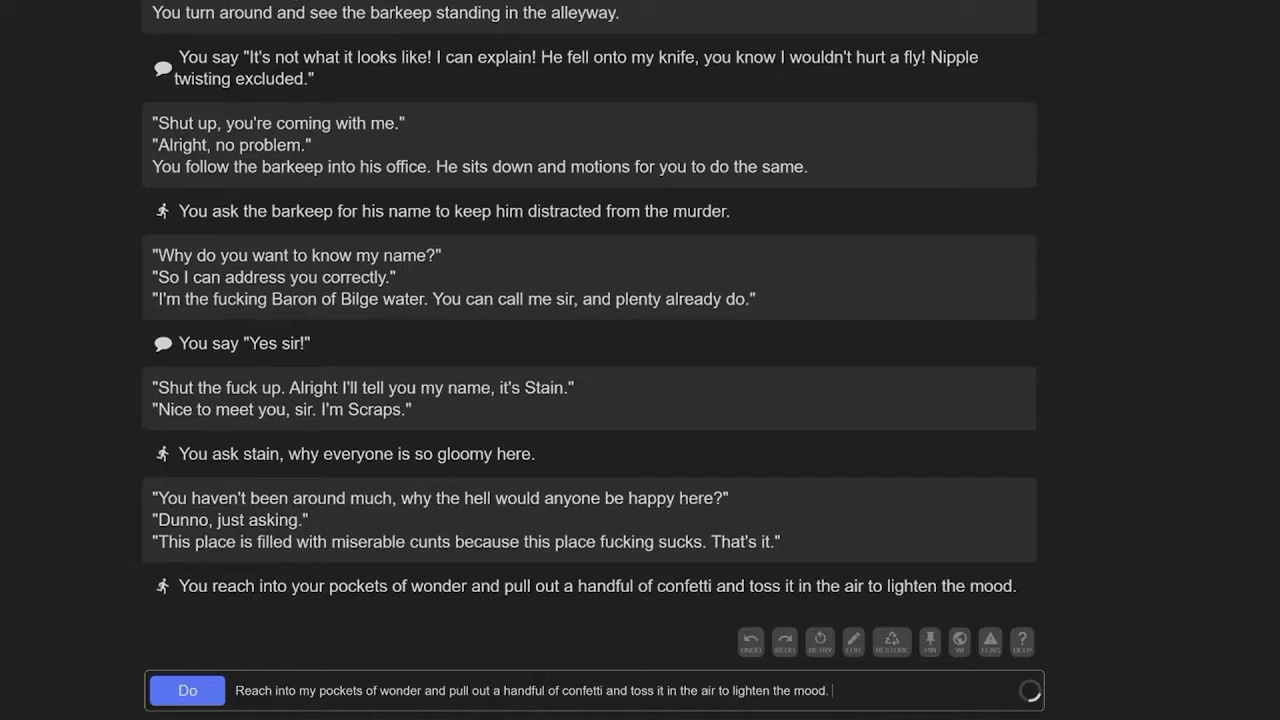 You turn around and see the barkeep standing in the alleyway.
You say "It's not what it looks like! I can explain! He fell onto my knife, you know I wouldn't hurt a fly! Nipple
twisting excluded."
"Shut up, you're coming with me."
"Alright, no problem."
You follow the barkeep into his office. He sits down and motions for you to do the same.
You ask the barkeep for his name to keep him distracted from the murder.
"Why do you want to know my name?"
"So I can address you correctly."
"I'm the fucking Baron of Bilge water. You can call me sir, and plenty already do."
You say "Yes sir!"
"Shut the fuck up. Alright I'll tell you my name, it's Stain."
"Nice to meet you, sir. I'm Scraps."
You ask stain, why everyone is so gloomy here.
"You haven't been around much, why the hell would anyone be happy here?"
"Dunno, just asking."
"This place is filled with miserable cunts because this place fucking sucks. That's it."
You reach into your pockets of wonder and pull out a handful of confetti and toss it in the air to lighten the mood.
UNDO REDO RETRY EDIT RESTORE PIN WI FLAG HELP
Do Reach into my pockets of wonder and pull out a handful of confetti and toss it in the air to lighten the mood.